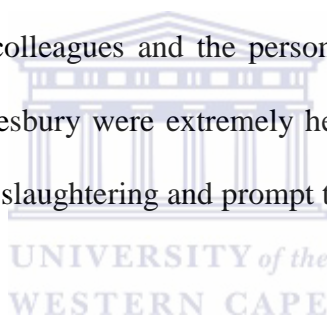 colleagues and the person
esbury were extremely he
slaughtering and prompt t
UNIVERSITY of the
WESTERN CAPE